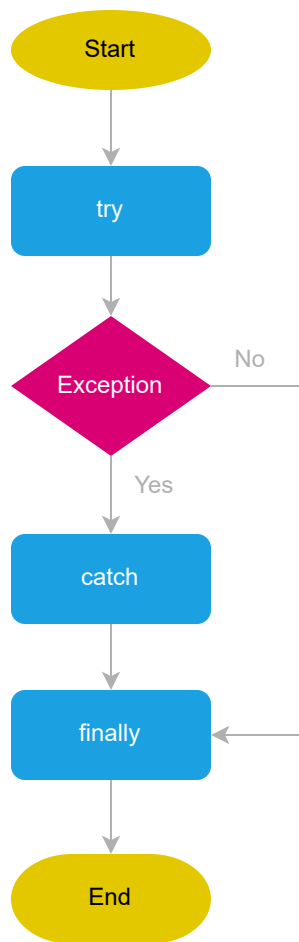 Start
try
Exception
No
Yes
catch
finally
End